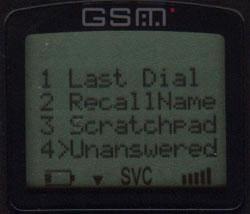 GSM
1 Last Dial
2 RecallName
3 Scratchpad
4>Unanswered
SVC